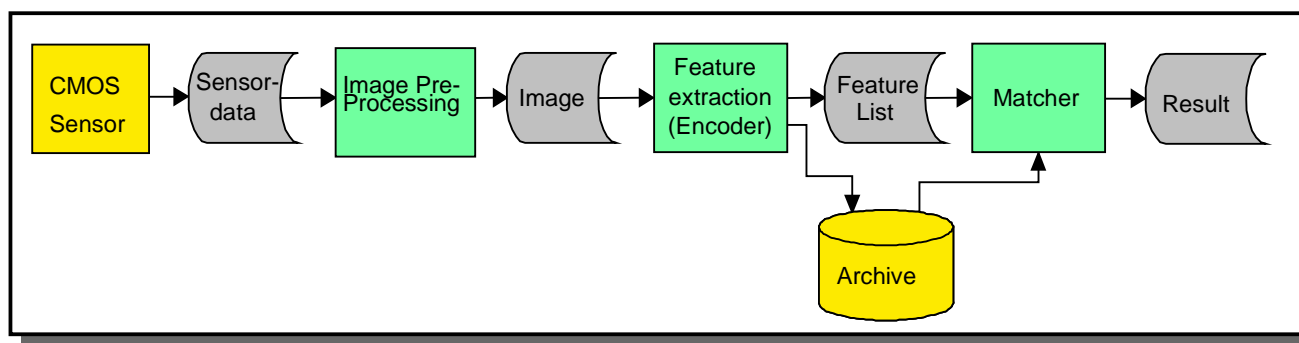 CMOS
Sensor
Sensor-
data
Image Pre-
Processing
Image
Feature
extraction
(Encoder)
Feature
List
Matcher
Result
Archive